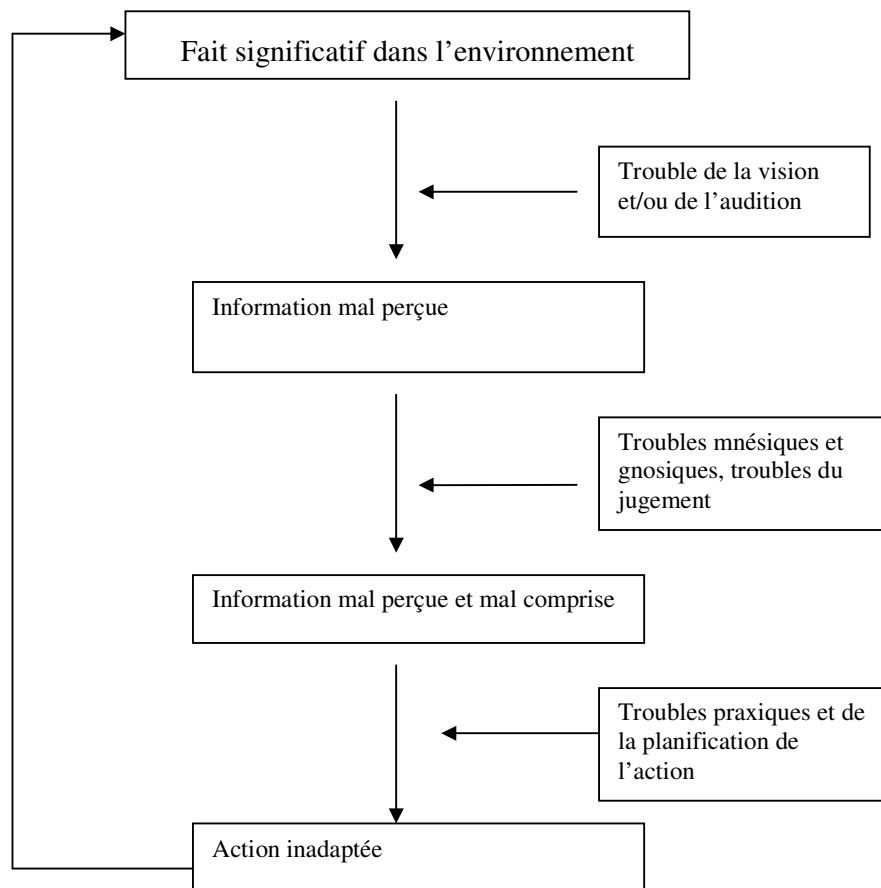 Fait significatif dans l’environnement
Trouble de la vision
et/ou de l’audition
Information mal perçue
Troubles mnésiques et
gnosiques, troubles du
jugement
Information mal perçue et mal comprise
Troubles praxiques et de
la planification de
l’action
Action inadaptée